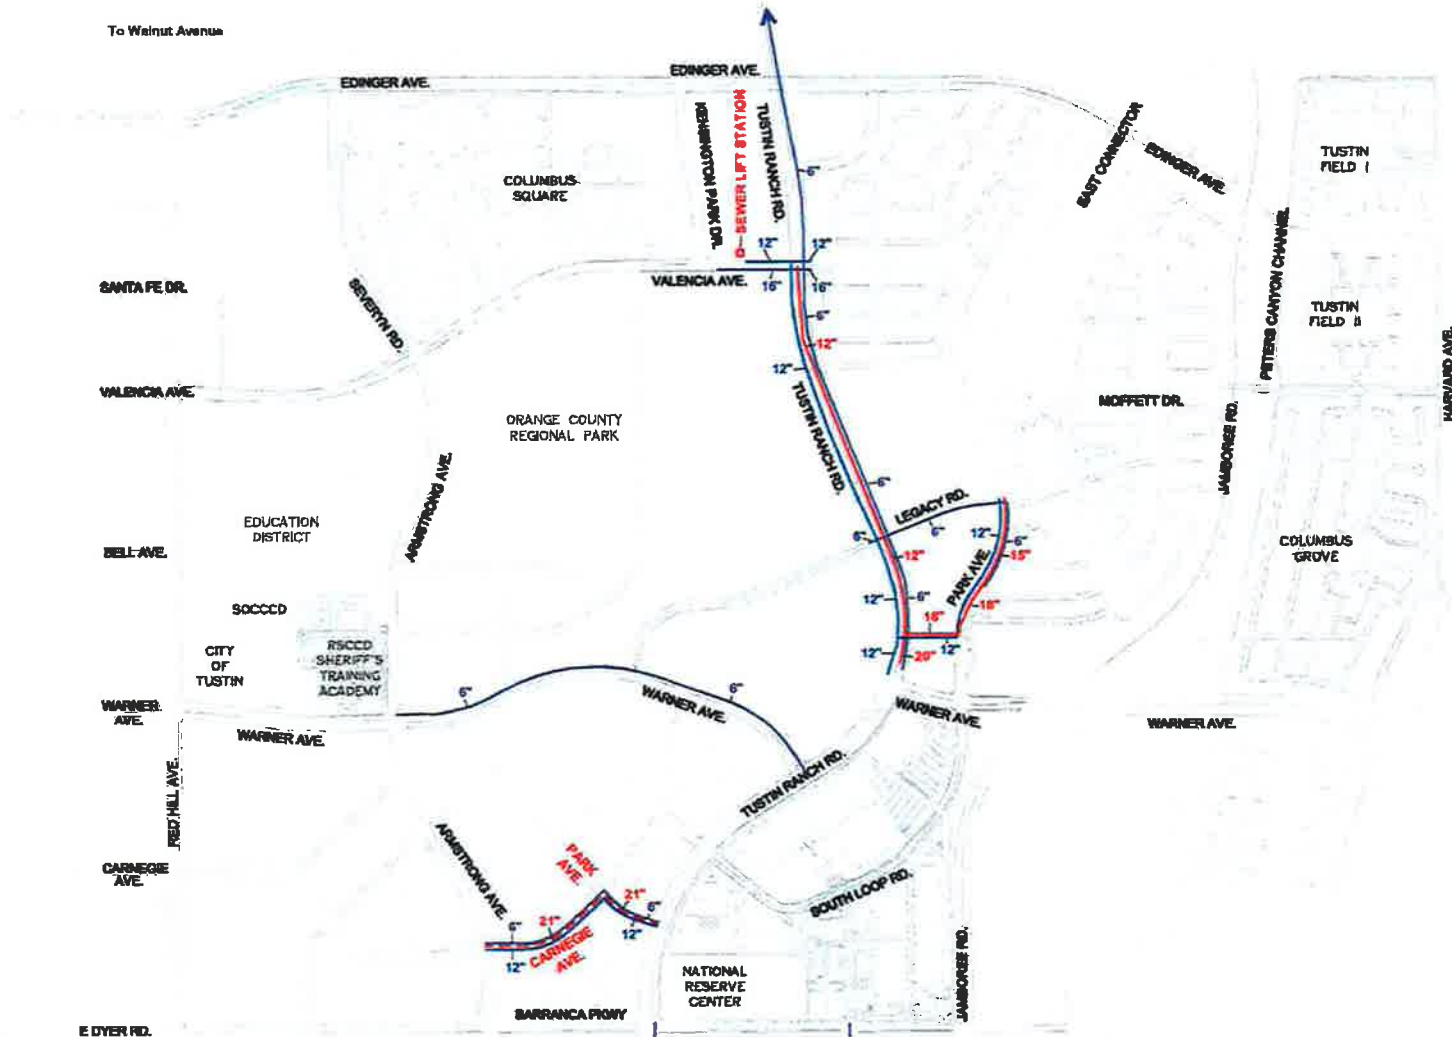 To Walnut Avenue
EDINGER AVE.
EDINGER AVE.
KENSINGTON PARK DR.
SEWER LIFT STATION
TUSTIN RANCH RD.
EAST CONNECTOR
EDINGER AVE.
TUSTIN
FIELD I
COLUMBUS
SQUARE
6"
PETERS CANYON CHANNEL
12"
12"
SANTA FE DR.
SEVERYN RD.
VALENCIA AVE.
16"
16"
TUSTIN
FIELD II
6"
12"
12"
VALENCIA AVE.
TUSTIN RANCH RD.
MOFFETT DR.
JAMBOREE RD.
HARVARD AVE.
ORANGE COUNTY
REGIONAL PARK
ARMSTRONG AVE.
6"
LEGACY RD.
EDUCATION
DISTRICT
6"
6"
12"
6"
15"
BELL AVE.
12"
COLUMBUS
GROVE
PARK AVE.
12"
6"
18"
18"
SOCCCD
CITY
OF
TUSTIN
RSCCD
SHERIFF'S
TRAINING
ACADEMY
12"
20"
12"
6"
WARNER AVE.
6"
WARNER
AVE.
WARNER AVE.
WARNER AVE.
WARNER AVE.
RED HILL AVE.
TUSTIN RANCH RD.
CARNEGIE
AVE.
ARMSTRONG AVE.
PARK
AVE.
21"
6"
12"
SOUTH LOOP RD.
6"
21"
12"
CARNEGIE
AVE.
JAMBOREE RD.
NATIONAL
RESERVE
CENTER
BARRANCA PKWY
E DYER RD.